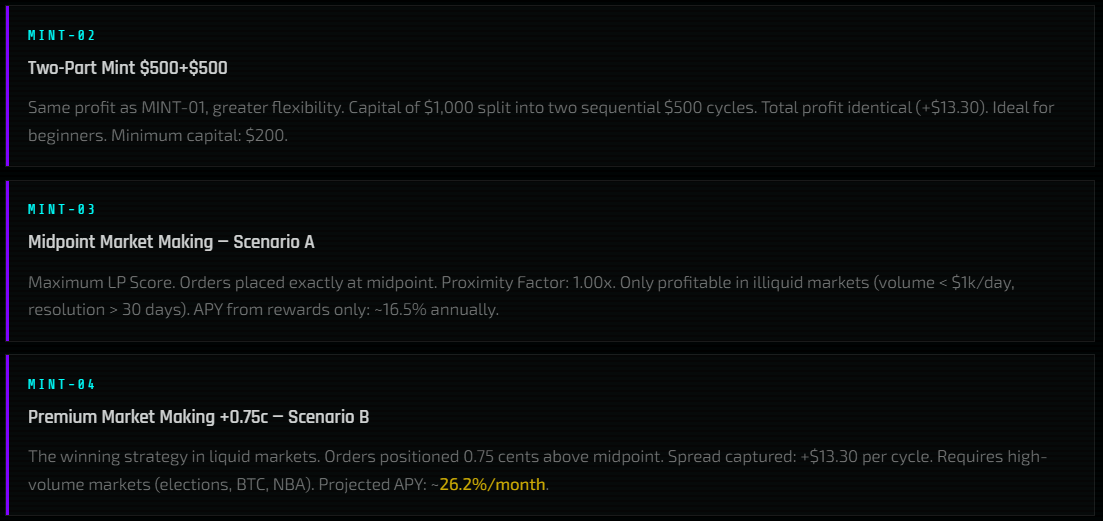 MINT-02
Two-Part Mint $500+$500
Same profit as MINT-01, greater flexibility. Capital of $1,000 split into two sequential $500 cycles. Total profit identical (+$13.30). Ideal for
beginners. Minimum capital: $200.
MINT-03
Midpoint Market Making – Scenario A
Maximum LP Score. Orders placed exactly at midpoint. Proximity Factor: 1.00x. Only profitable in illiquid markets (volume < $1k/day,
resolution > 30 days). APY from rewards only: ~16.5% annually.
MINT-04
Premium Market Making +0.75c – Scenario B
The winning strategy in liquid markets. Orders positioned 0.75 cents above midpoint. Spread captured: +$13.30 per cycle. Requires high-
volume markets (elections, BTC, NBA). Projected APY: ~26.2%/month.